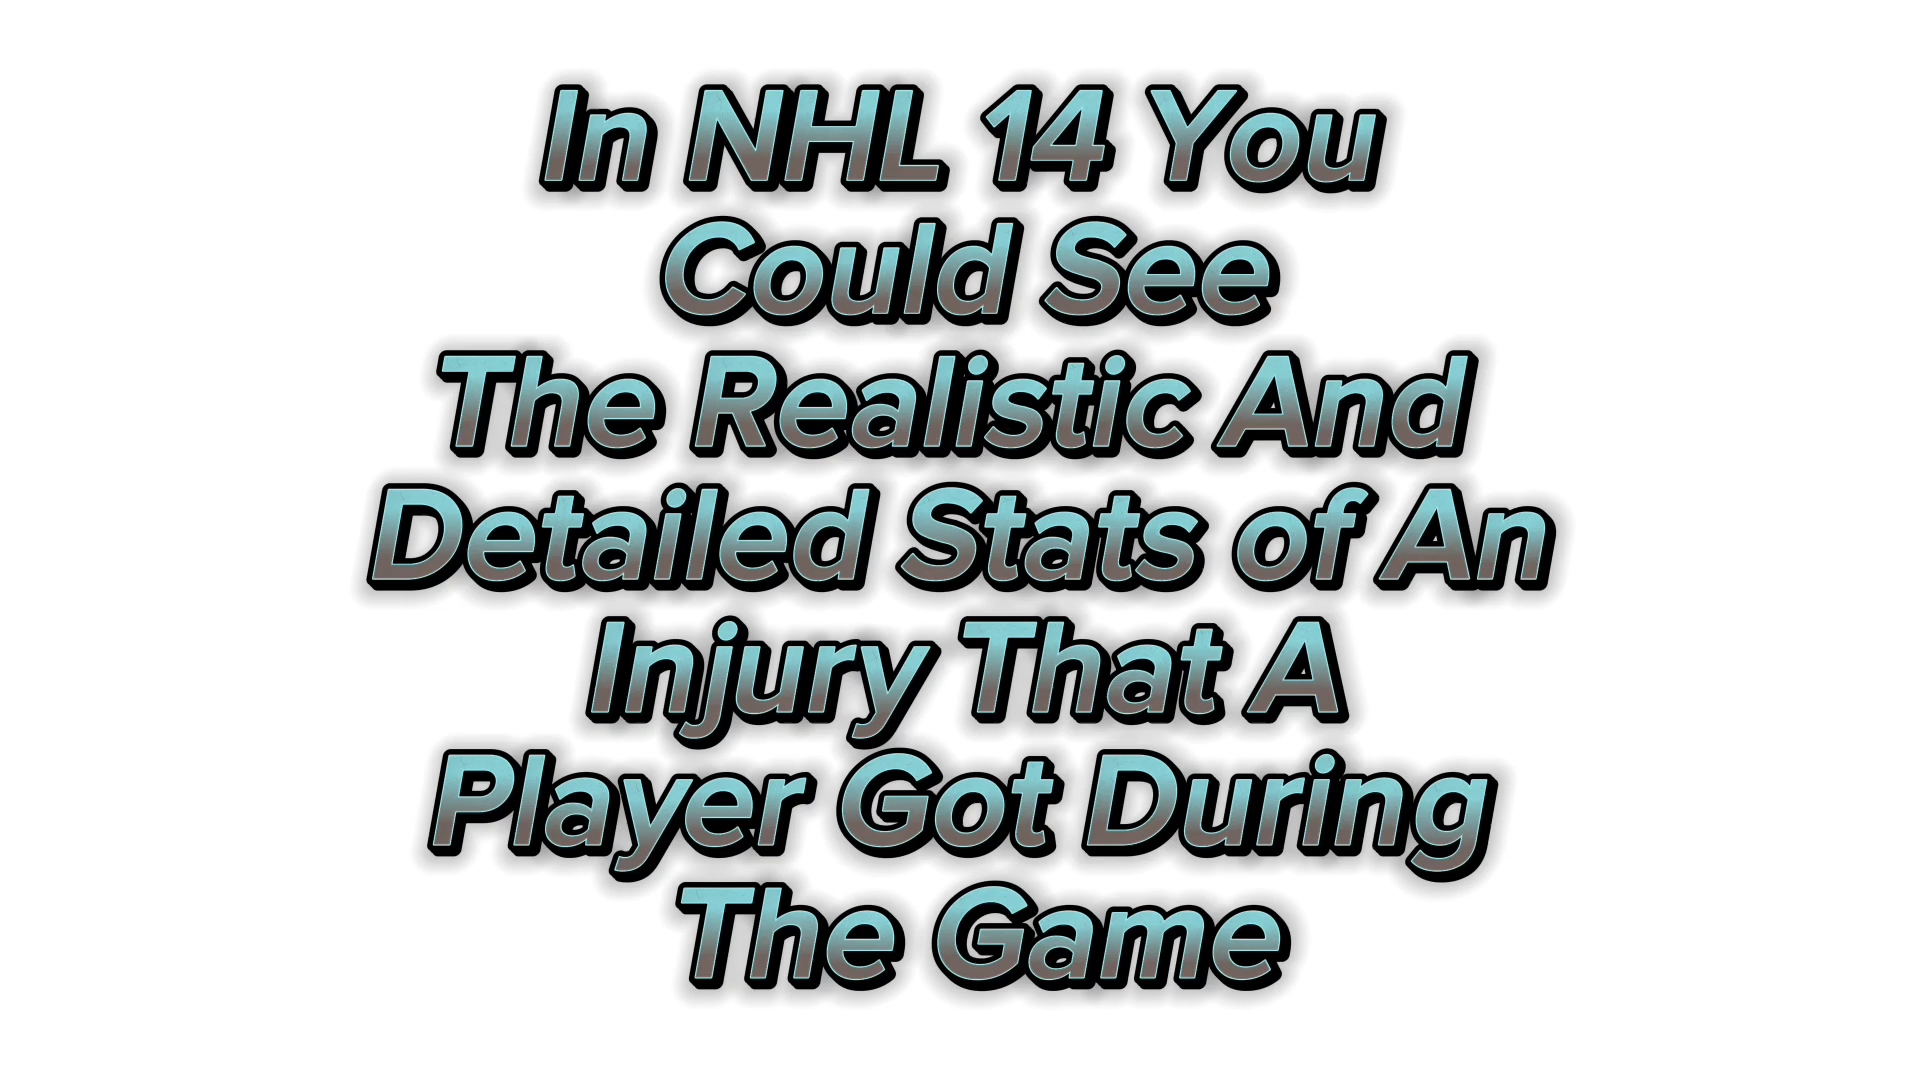 In NHL 14 You
Could See
The Realistic And
Detailed Stats of An
Injury That A
Player Got During
The Game